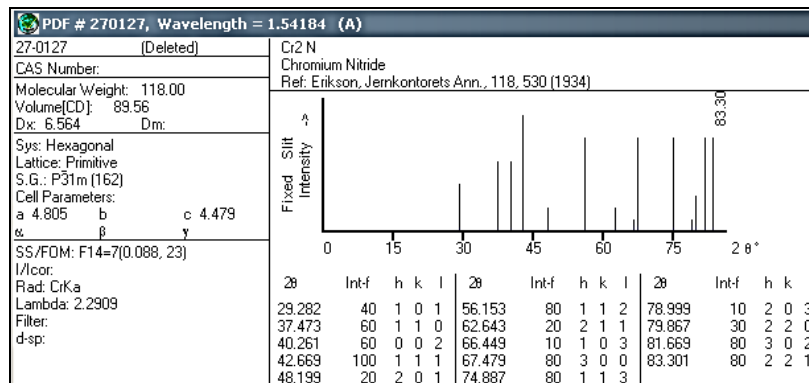 PDF # 270127, Wavelength = 1.54184 (A)
27-0127 (Deleted)
CAS Number:
Molecular Weight: 118.00
Volume[CD]: 89.56
Dx: 6.564 Dm:
Sys: Hexagonal
Lattice: Primitive
S.G.: P3̄1m (162)
Cell Parameters:
a 4.805 b c 4.479
α β γ
SS/FOM: F14=7(0.088, 23)
I/Icor:
Rad: CrKa
Lambda: 2.2909
Filter:
d-sp:
Cr2 N
Chromium Nitride
Ref: Erikson, Jernkontorets Ann., 118, 530 (1934)
Fixed Slit
Intensity ->
83.30
0 15 30 45 60 75 2 θ°
2θ Int-f h k l 2θ Int-f h k l 2θ Int-f h k
29.282 40 1 0 1 56.153 80 1 1 2 78.999 10 2 0 3
37.473 60 1 1 0 62.643 20 2 1 1 79.867 30 2 2 0
40.261 60 0 0 2 66.449 10 1 0 3 81.669 80 3 0 2
42.669 100 1 1 1 67.479 80 3 0 0 83.301 80 2 2 1
48.199 20 2 0 1 74.887 80 1 1 3